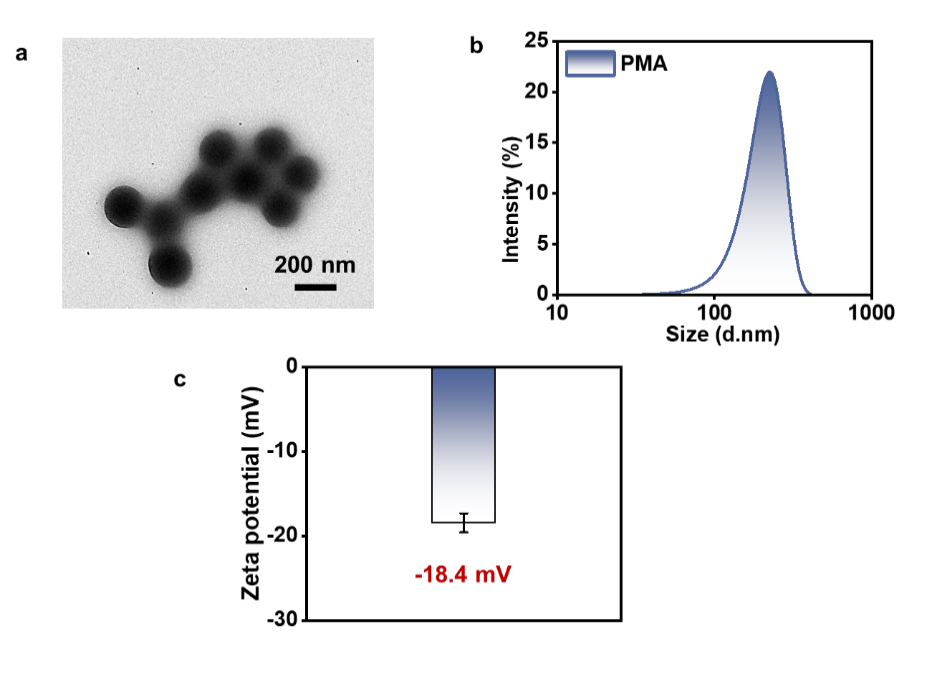 a
200 nm
b
PMA
Intensity (%)
25
20
15
10
5
0
10
100
1000
Size (d.nm)
c
Zeta potential (mV)
0
-10
-20
-30
-18.4 mV